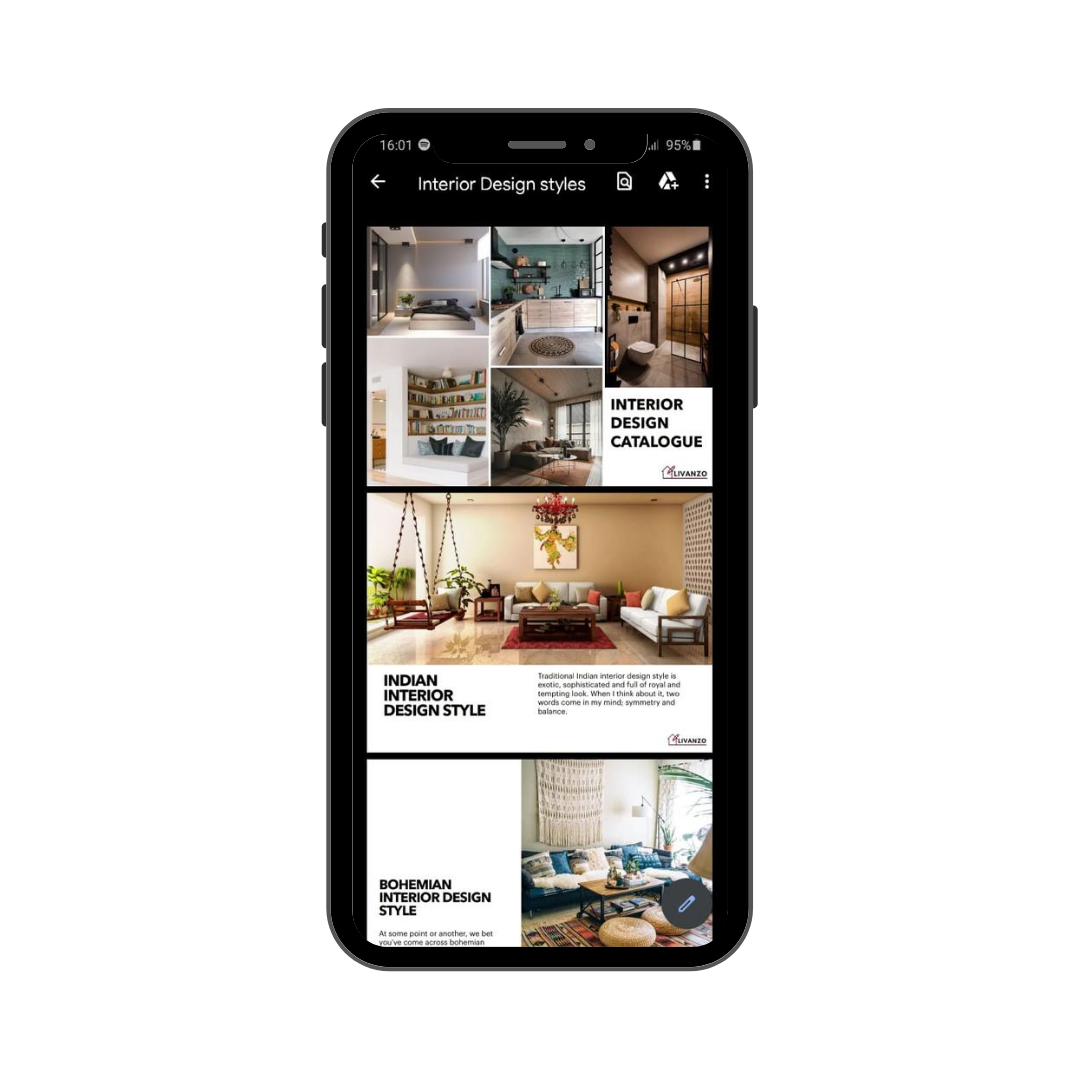 16:01
95%
Interior Design styles
INTERIOR
DESIGN
CATALOGUE
LIVANZO
INDIAN
INTERIOR
DESIGN STYLE
Traditional Indian interior design style is
exotic, sophisticated and full of royal and
tempting look. When I think about it, two
words come in my mind; symmetry and
balance.
LIVANZO
BOHEMIAN
INTERIOR DESIGN
STYLE
At some point or another, we bet
you've come across bohemian